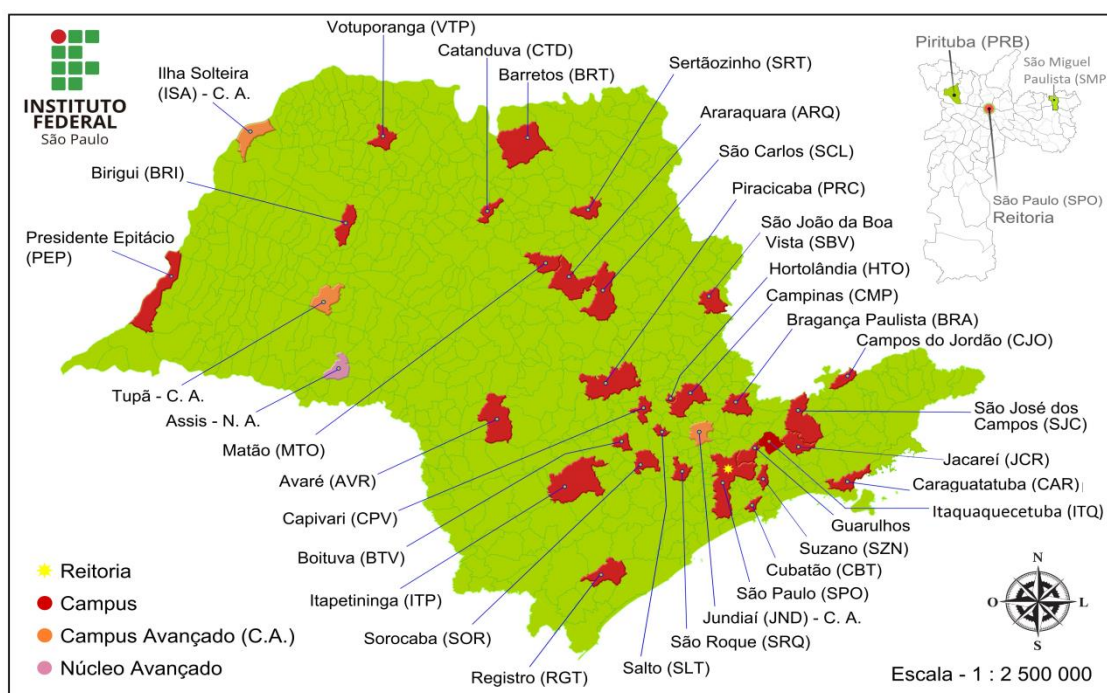 INSTITUTO
FEDERAL
São Paulo
Ilha Solteira
(ISA) - C. A.
Birigui (BRI)
Presidente Epitácio
(PEP)
Votuporanga (VTP)
Catanduva (CTD)
Barretos (BRT)
Sertãozinho (SRT)
Araraquara (ARQ)
São Carlos (SCL)
Piracicaba (PRC)
São João da Boa
Vista (SBV)
Hortolândia (HTO)
Campinas (CMP)
Bragança Paulista (BRA)
Campos do Jordão (CJO)
Pirituba (PRB)
São Miguel
Paulista (SMP)
São Paulo (SPO)
Reitoria
São José dos
Campos (SJC)
Jacareí (JCR)
Caraguatatuba (CAR)
Itaquaquecetuba (ITQ)
Guarulhos
Suzano (SZN)
Cubatão (CBT)
São Paulo (SPO)
Jundiaí (JND) - C. A.
São Roque (SRQ)
Salto (SLT)
Tupã - C. A.
Assis - N. A.
Matão (MTO)
Avaré (AVR)
Capivari (CPV)
Boituva (BTV)
Itapetininga (ITP)
Sorocaba (SOR)
Registro (RGT)
Reitoria
Campus
Campus Avançado (C.A.)
Núcleo Avançado
N
O
L
S
Escala - 1 : 2 500 000